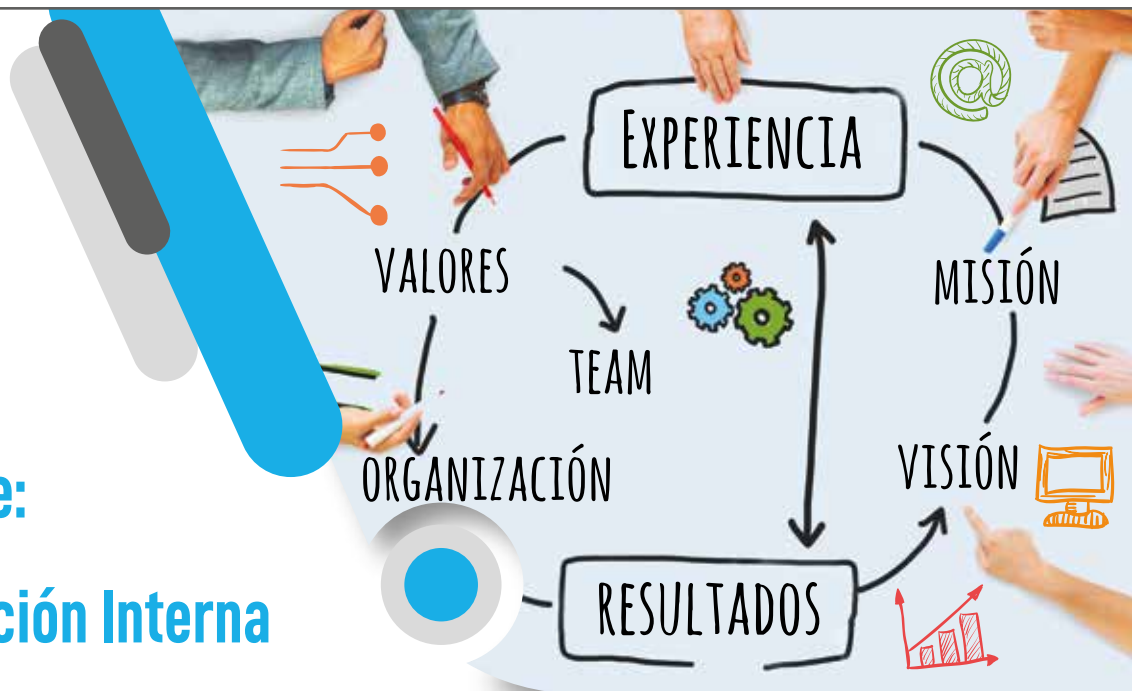 EXPERIENCIA
VALORES
MISIÓN
TEAM
VISIÓN
ORGANIZACIÓN
e:
RESULTADOS
ción Interna